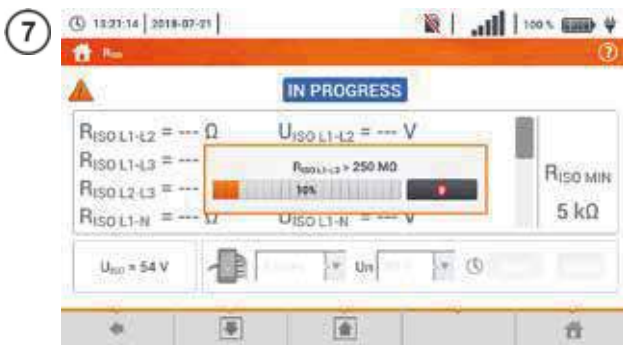 7
13:21:14 | 2018-07-21 | 100 %
Riso
?
IN PROGRESS
RISO L1-L2 = --- Ω UISO L1-L2 = --- V
RISO L1-L3 = ---
RISO L2-L3 = ---
RISO L1-N = --- Ω UISO L1-N = --- V
RISO L1-L3 > 250 MΩ
10%
RISO MIN
5 kΩ
UISO = 54 V
Un